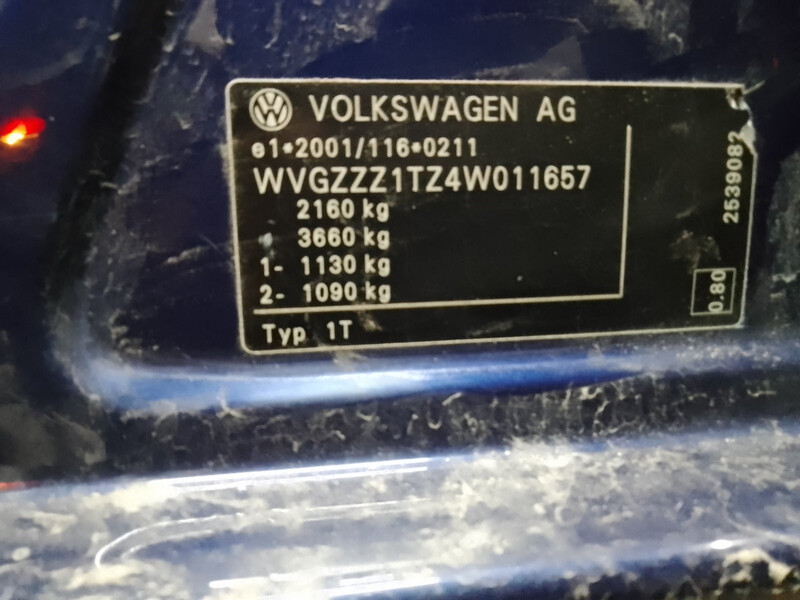 VOLKSWAGEN AG
e1*2001/116*0211
WVGZZZ1TZ4W011657
2160 kg
3660 kg
1- 1130 kg
2- 1090 kg
Typ 1T
2539082
0.80